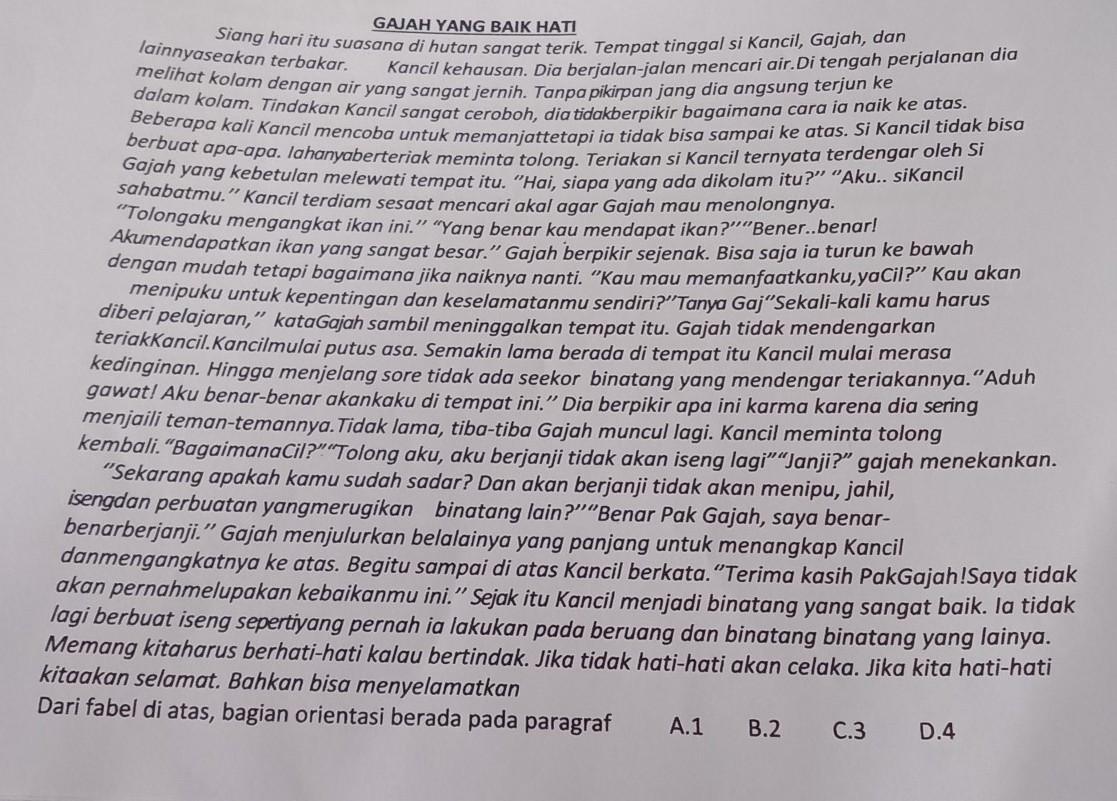 GAJAH YANG BAIK HATI
Siang hari itu suasana di hutan sangat terik. Tempat tinggal si Kancil, Gajah, dan
lainnyaseakan terbakar. Kancil kehausan. Dia berjalan-jalan mencari air.Di tengah perjalanan dia
melihat kolam dengan air yang sangat jernih. Tanpa pikirpan jang dia angsung terjun ke
dalam kolam. Tindakan Kancil sangat ceroboh, dia tidakberpikir bagaimana cara ia naik ke atas.
Beberapa kali Kancil mencoba untuk memanjattetapi ia tidak bisa sampai ke atas. Si Kancil tidak bisa
berbuat apa-apa. Iahanyaberteriak meminta tolong. Teriakan si Kancil ternyata terdengar oleh Si
Gajah yang kebetulan melewati tempat itu. “Hai, siapa yang ada dikolam itu?” “Aku.. siKancil
sahabatmu.” Kancil terdiam sesaat mencari akal agar Gajah mau menolongnya.
“Tolongaku mengangkat ikan ini.” “Yang benar kau mendapat ikan?”“Bener..benar!
Akumendapatkan ikan yang sangat besar.” Gajah berpikir sejenak. Bisa saja ia turun ke bawah
dengan mudah tetapi bagaimana jika naiknya nanti. “Kau mau memanfaatkanku,yaCil?” Kau akan
menipuku untuk kepentingan dan keselamatanmu sendiri?”Tanya Gaj“Sekali-kali kamu harus
diberi pelajaran,” kataGajah sambil meninggalkan tempat itu. Gajah tidak mendengarkan
teriakKancil.Kancilmulai putus asa. Semakin lama berada di tempat itu Kancil mulai merasa
kedinginan. Hingga menjelang sore tidak ada seekor binatang yang mendengar teriakannya.“Aduh
gawat! Aku benar-benar akankaku di tempat ini.” Dia berpikir apa ini karma karena dia sering
menjaili teman-temannya.Tidak lama, tiba-tiba Gajah muncul lagi. Kancil meminta tolong
kembali.“BagaimanaCil?”“Tolong aku, aku berjanji tidak akan iseng lagi”“Janji?” gajah menekankan.
“Sekarang apakah kamu sudah sadar? Dan akan berjanji tidak akan menipu, jahil,
isengdan perbuatan yangmerugikan binatang lain?”“Benar Pak Gajah, saya benar-
benarberjanji.” Gajah menjulurkan belalainya yang panjang untuk menangkap Kancil
danmengangkatnya ke atas. Begitu sampai di atas Kancil berkata.“Terima kasih PakGajah!Saya tidak
akan pernahmelupakan kebaikanmu ini.” Sejak itu Kancil menjadi binatang yang sangat baik. Ia tidak
lagi berbuat iseng sepertiyang pernah ia lakukan pada beruang dan binatang binatang yang lainya.
Memang kitaharus berhati-hati kalau bertindak. Jika tidak hati-hati akan celaka. Jika kita hati-hati
kitaakan selamat. Bahkan bisa menyelamatkan
Dari fabel di atas, bagian orientasi berada pada paragraf A.1 B.2 C.3 D.4